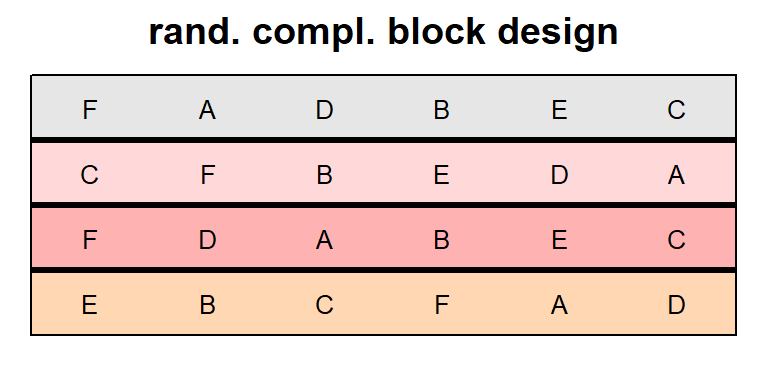 rand. compl. block design
F A D B E C
C F B E D A
F D A B E C
E B C F A D